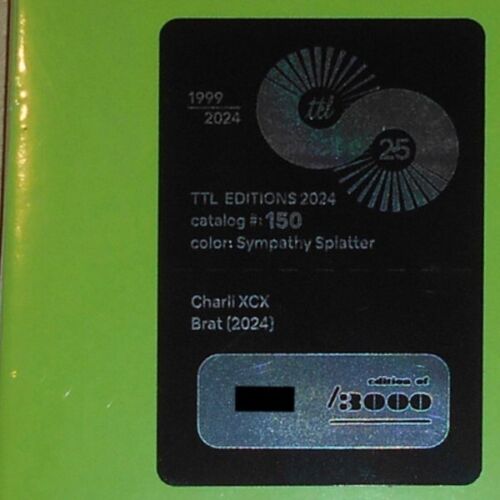 1999
2024
ttl
25
TTL EDITIONS 2024
catalog #: 150
color: Sympathy Splatter
Charli XCX
Brat (2024)
edition of
/3000